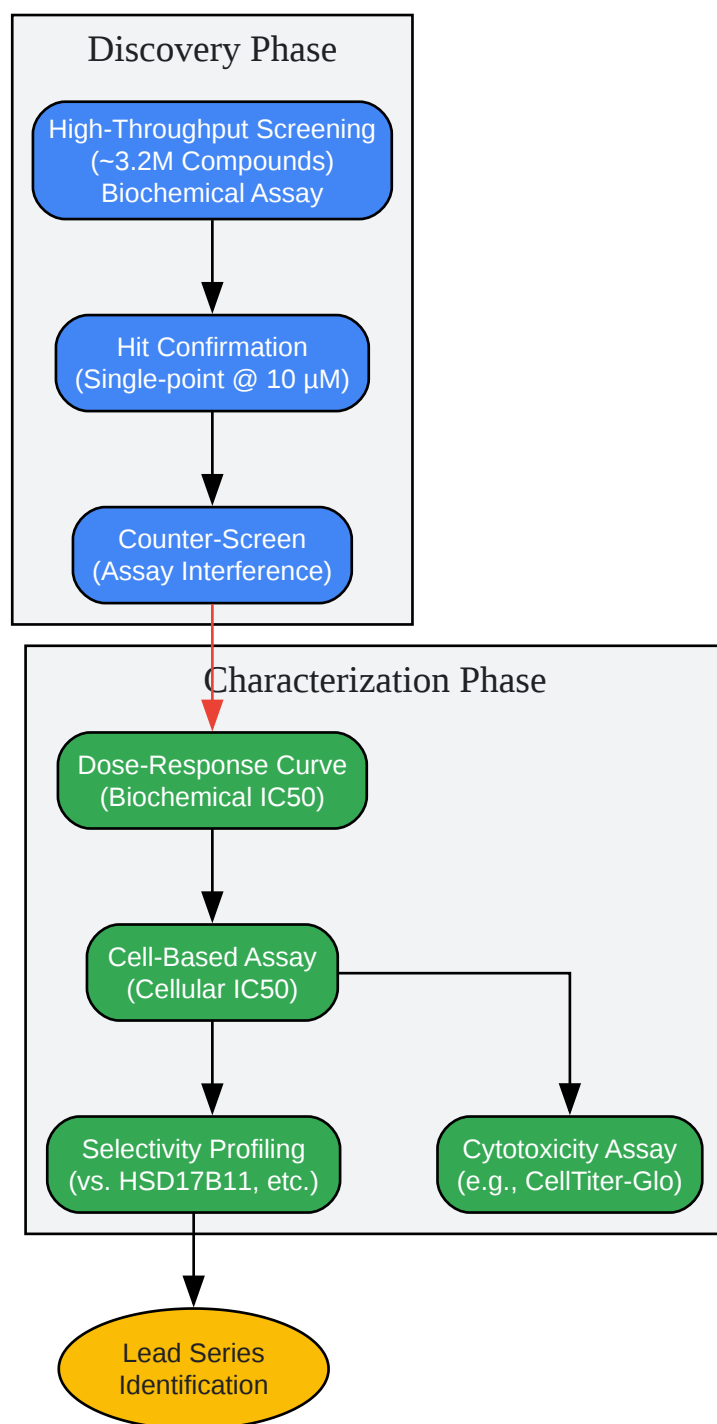 Discovery Phase
High-Throughput Screening
(~3.2M Compounds)
Biochemical Assay
Hit Confirmation
(Single-point @ 10 µM)
Counter-Screen
(Assay Interference)
Characterization Phase
Dose-Response Curve
(Biochemical IC50)
Cell-Based Assay
(Cellular IC50)
Selectivity Profiling
(vs. HSD17B11, etc.)
Cytotoxicity Assay
(e.g., CellTiter-Glo)
Lead Series
Identification